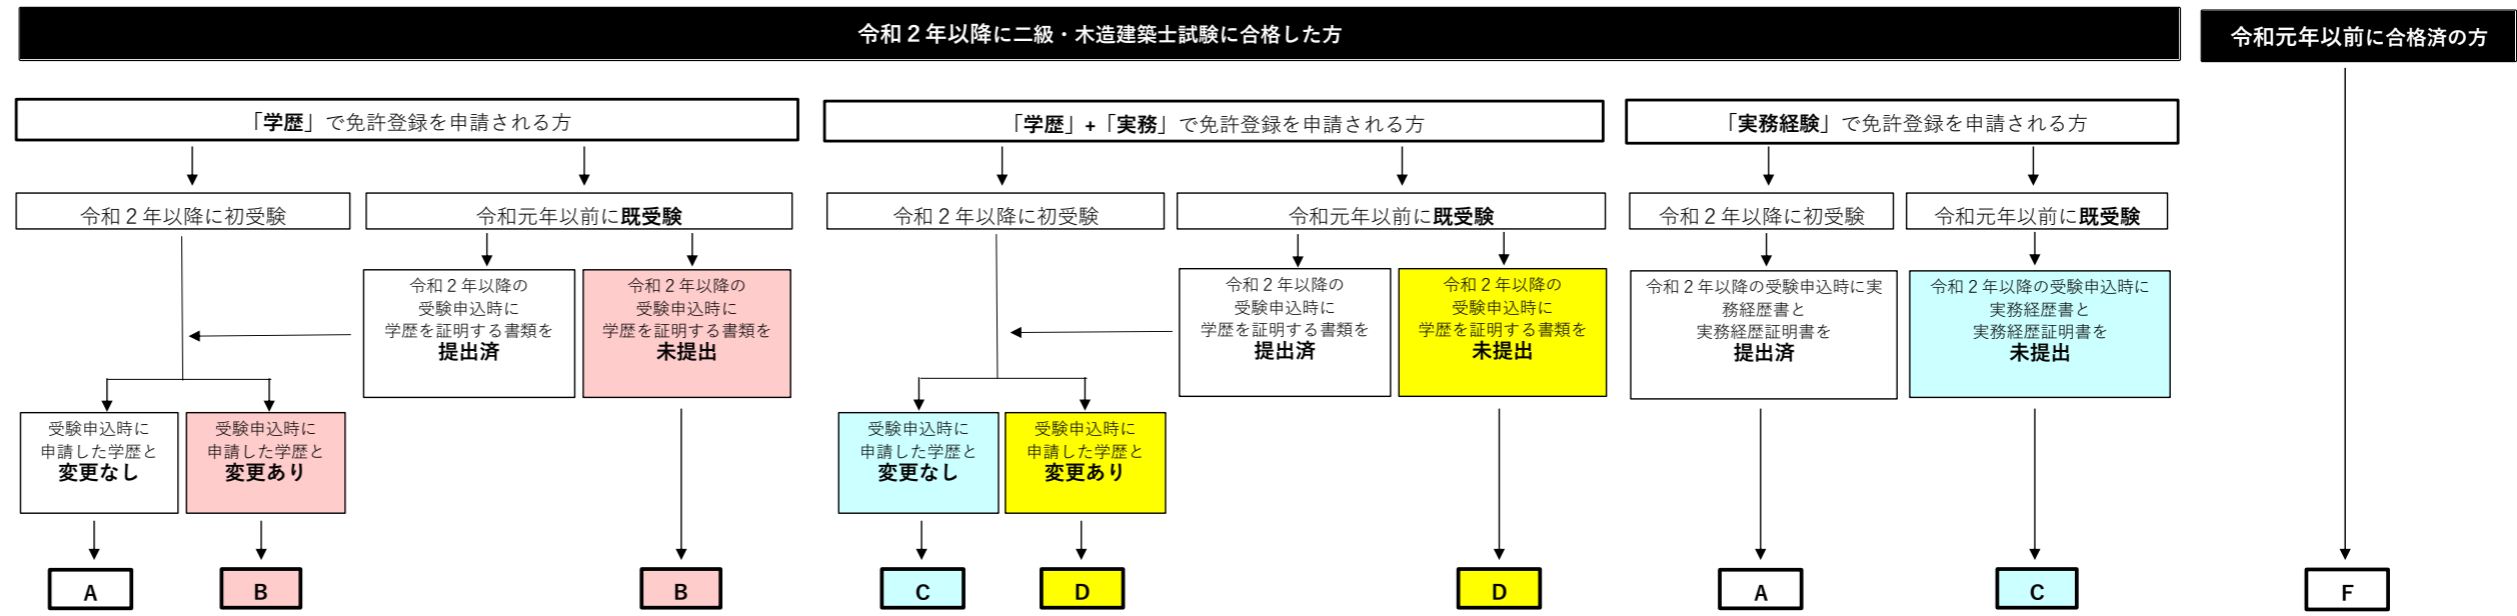 令和２年以降に二級・木造建築士試験に合格した方
令和元年以前に合格済の方
「学歴」で免許登録を申請される方
「学歴」+「実務」で免許登録を申請される方
「実務経験」で免許登録を申請される方
令和２年以降に初受験
令和元年以前に既受験
令和２年以降に初受験
令和元年以前に既受験
令和２年以降に初受験
令和元年以前に既受験
令和２年以降の
受験申込時に
学歴を証明する書類を
提出済
令和２年以降の
受験申込時に
学歴を証明する書類を
未提出
令和２年以降の
受験申込時に
学歴を証明する書類を
提出済
令和２年以降の
受験申込時に
学歴を証明する書類を
未提出
令和２年以降の受験申込時に実
務経歴書と
実務経歴証明書を
提出済
令和２年以降の受験申込時に
実務経歴書と
実務経歴証明書を
未提出
受験申込時に
申請した学歴と
変更なし
受験申込時に
申請した学歴と
変更あり
受験申込時に
申請した学歴と
変更なし
受験申込時に
申請した学歴と
変更あり
A
B
B
C
D
D
A
C
F